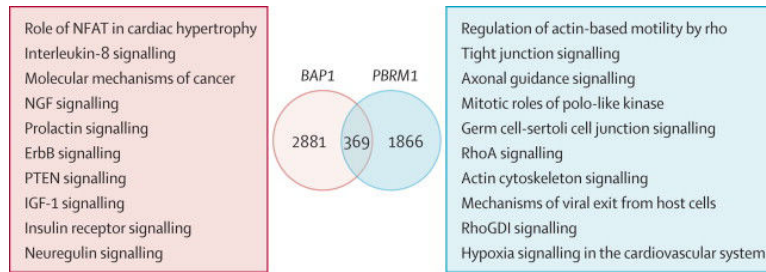 Role of NFAT in cardiac hypertrophy
Interleukin-8 signalling
Molecular mechanisms of cancer
NGF signalling
Prolactin signalling
ErbB signalling
PTEN signalling
IGF-1 signalling
Insulin receptor signalling
Neuregulin signalling
BAP1
PBRM1
2881
369
1866
Regulation of actin-based motility by rho
Tight junction signalling
Axonal guidance signalling
Mitotic roles of polo-like kinase
Germ cell-sertoli cell junction signalling
RhoA signalling
Actin cytoskeleton signalling
Mechanisms of viral exit from host cells
RhoGDI signalling
Hypoxia signalling in the cardiovascular system